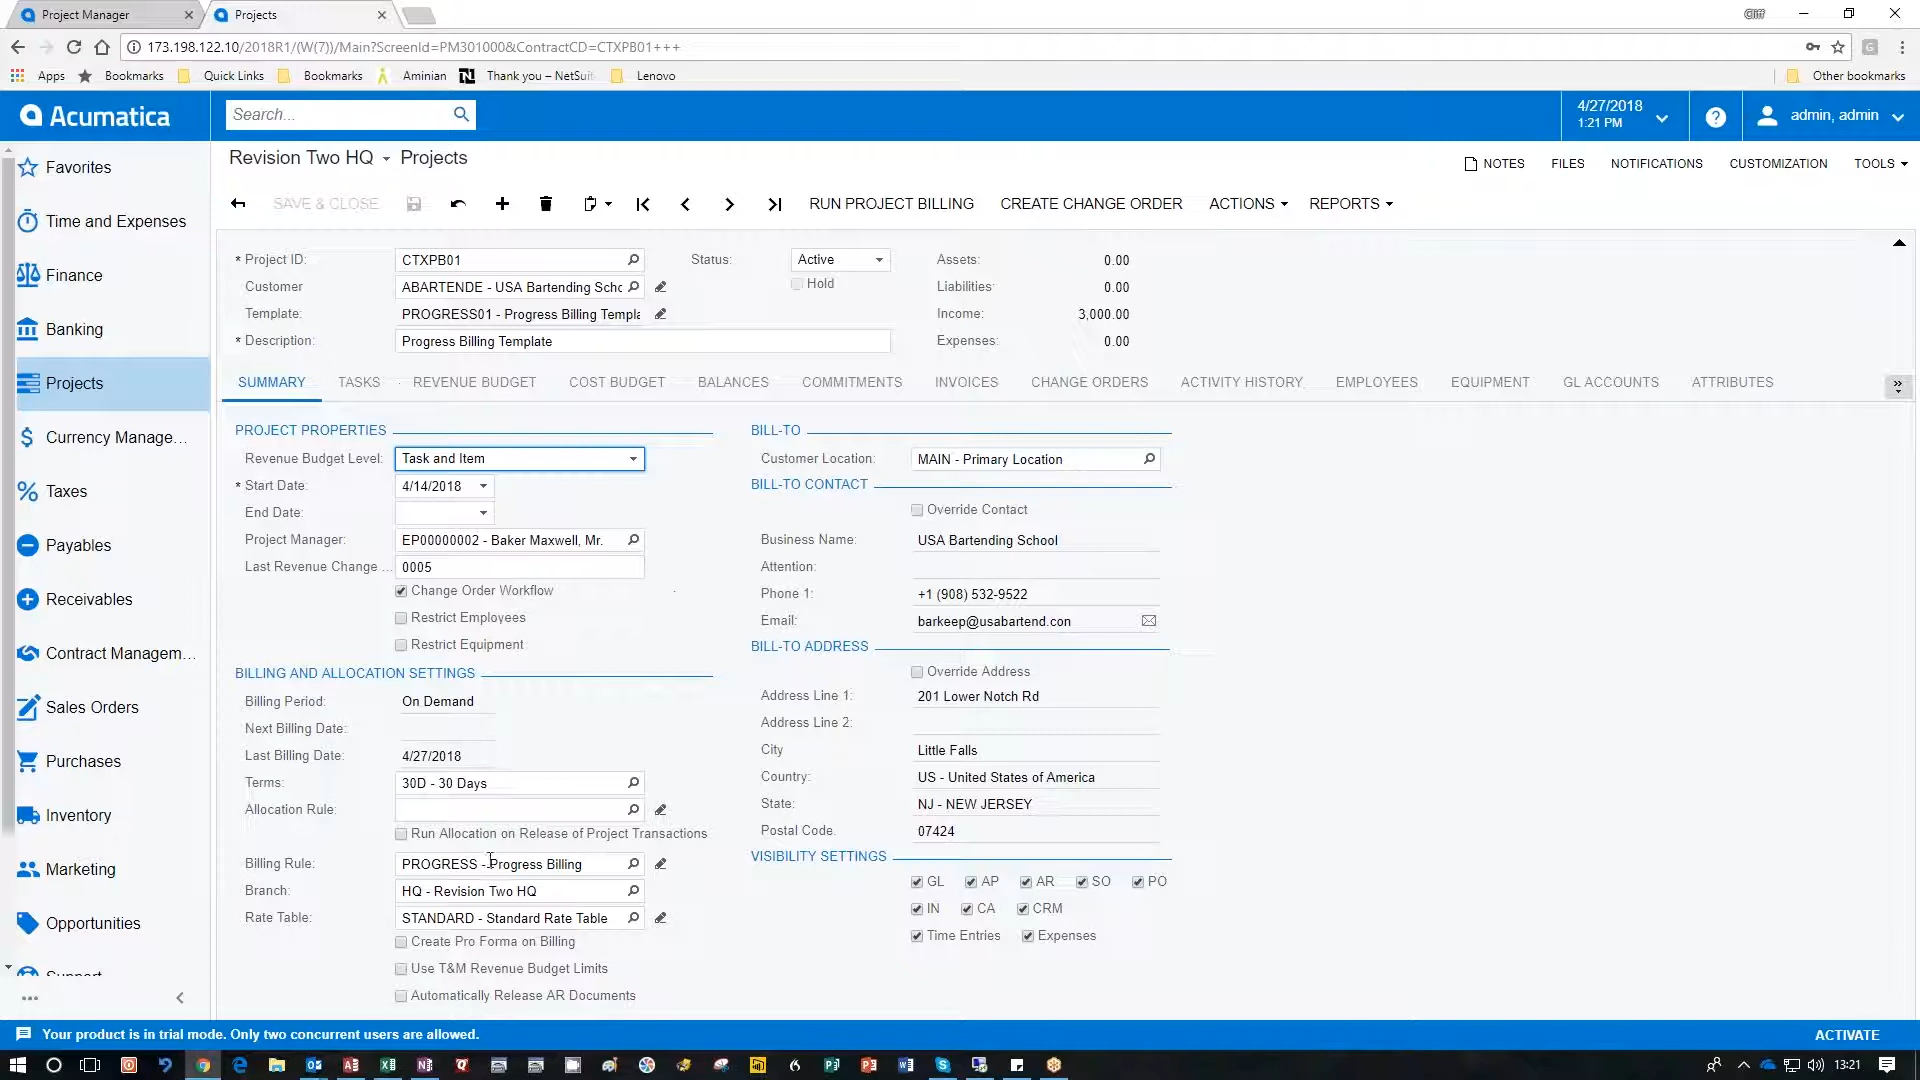 Project Manager
Projects
Cliff
173.198.122.10/2018R1/(W(7))/Main?ScreenId=PM301000&ContractCD=CTXPB01+++
Apps
Bookmarks
Quick Links
Bookmarks
Aminian
Thank you – NetSuit
Lenovo
Other bookmarks
Acumatica
Search...
4/27/2018
1:21 PM
admin, admin
Favorites
Time and Expenses
Finance
Banking
Projects
Currency Manage...
Taxes
Payables
Receivables
Contract Managem...
Sales Orders
Purchases
Inventory
Marketing
Opportunities
Support
Revision Two HQ Projects
NOTES
FILES
NOTIFICATIONS
CUSTOMIZATION
TOOLS
SAVE & CLOSE
RUN PROJECT BILLING
CREATE CHANGE ORDER
ACTIONS
REPORTS
* Project ID: CTXPB01
Customer ABARTENDE - USA Bartending Schc
Template: PROGRESS01 - Progress Billing Templa
* Description: Progress Billing Template
Status: Active
Hold
Assets: 0.00
Liabilities: 0.00
Income: 3,000.00
Expenses: 0.00
SUMMARY
TASKS
REVENUE BUDGET
COST BUDGET
BALANCES
COMMITMENTS
INVOICES
CHANGE ORDERS
ACTIVITY HISTORY
EMPLOYEES
EQUIPMENT
GL ACCOUNTS
ATTRIBUTES
PROJECT PROPERTIES
Revenue Budget Level: Task and Item
* Start Date: 4/14/2018
End Date:
Project Manager: EP00000002 - Baker Maxwell, Mr.
Last Revenue Change ... 0005
Change Order Workflow
Restrict Employees
Restrict Equipment
BILLING AND ALLOCATION SETTINGS
Billing Period: On Demand
Next Billing Date:
Last Billing Date: 4/27/2018
Terms: 30D - 30 Days
Allocation Rule:
Run Allocation on Release of Project Transactions
Billing Rule: PROGRESS - Progress Billing
Branch: HQ - Revision Two HQ
Rate Table: STANDARD - Standard Rate Table
Create Pro Forma on Billing
Use T&M Revenue Budget Limits
Automatically Release AR Documents
BILL-TO
Customer Location: MAIN - Primary Location
BILL-TO CONTACT
Override Contact
Business Name: USA Bartending School
Attention:
Phone 1: +1 (908) 532-9522
Email: barkeep@usabartend.con
BILL-TO ADDRESS
Override Address
Address Line 1: 201 Lower Notch Rd
Address Line 2:
City Little Falls
Country: US - United States of America
State: NJ - NEW JERSEY
Postal Code: 07424
VISIBILITY SETTINGS
GL AP AR SO PO
IN CA CRM
Time Entries Expenses
Your product is in trial mode. Only two concurrent users are allowed.
ACTIVATE
13:21